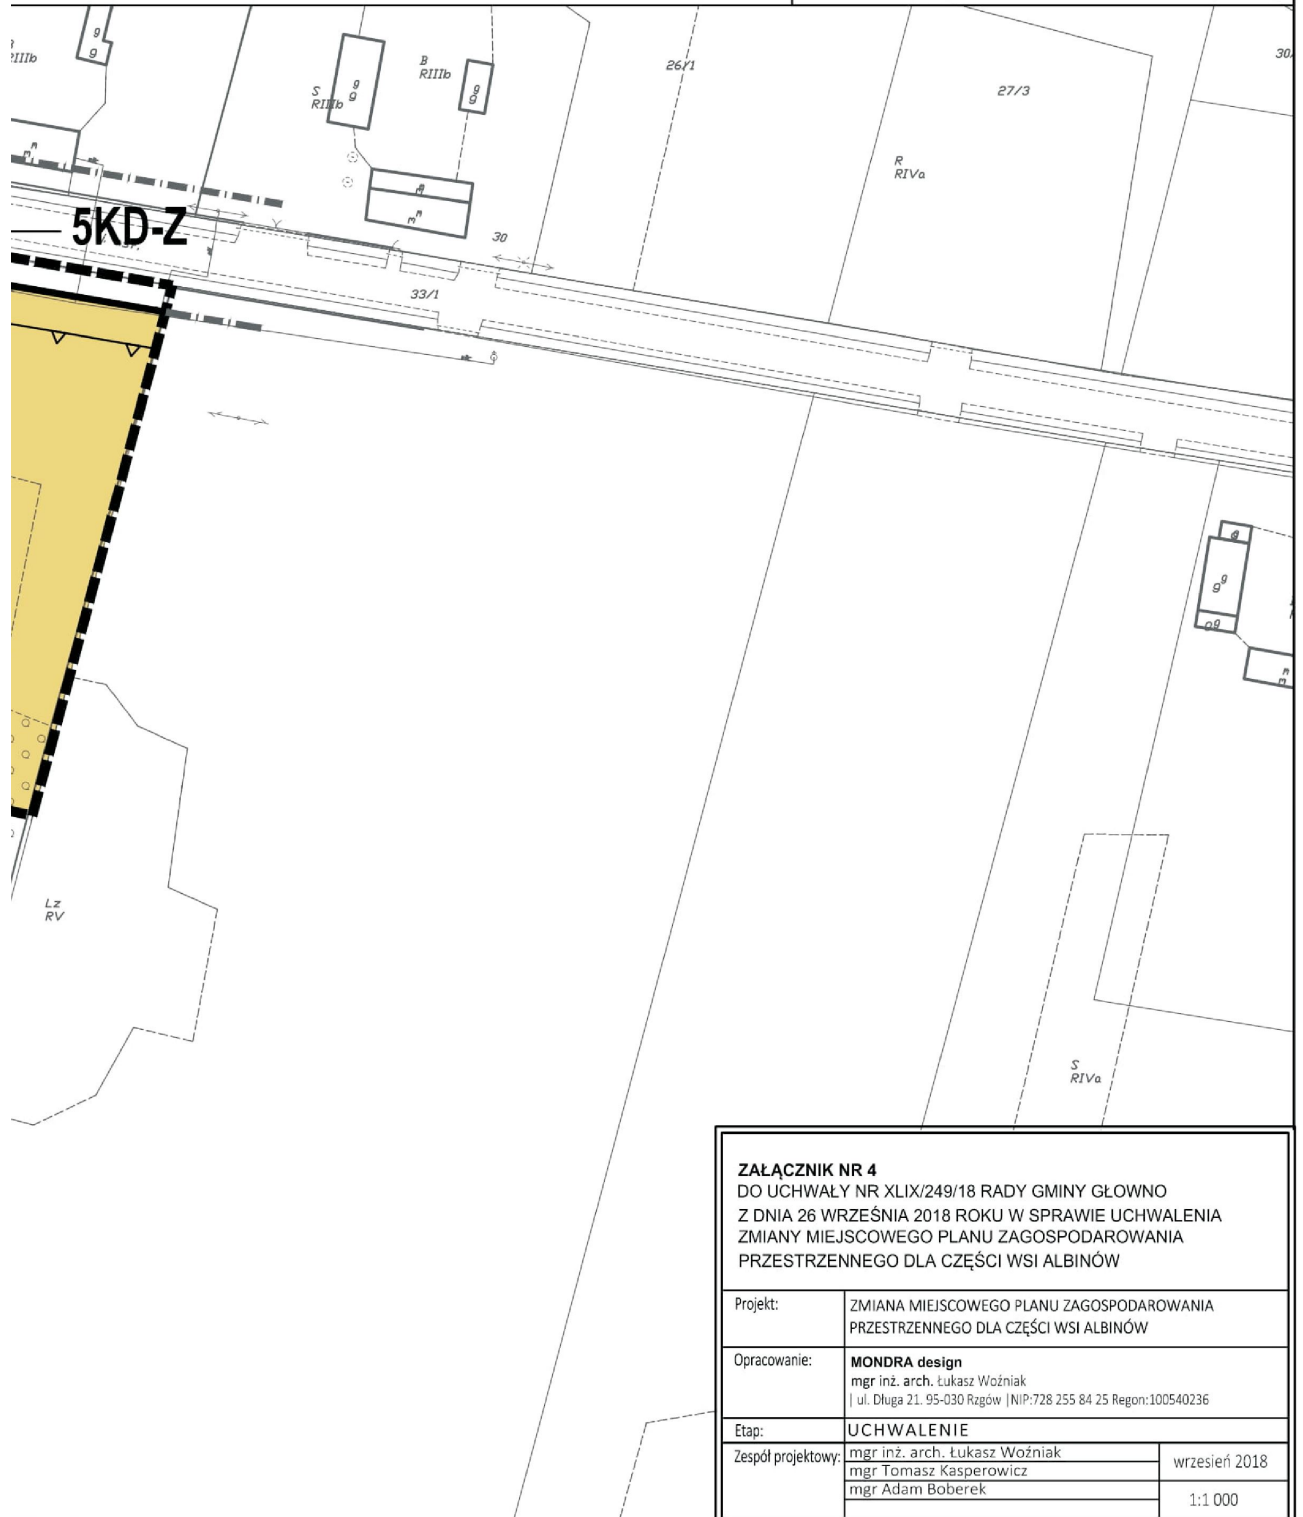 RIIIb
g
g
S
RIIIb
g
g
B
RIIIb
g
g
26/1
27/3
30
R
RIVa
m
m
5KD-Z
30
33/1
g
g
g
g
m
Lz
RV
S
RIVa
ZAŁĄCZNIK NR 4
DO UCHWAŁY NR XLIX/249/18 RADY GMINY GŁOWNO
Z DNIA 26 WRZEŚNIA 2018 ROKU W SPRAWIE UCHWALENIA
ZMIANY MIEJSCOWEGO PLANU ZAGOSPODAROWANIA
PRZESTRZENNEGO DLA CZĘŚCI WSI ALBINÓW
Projekt:
ZMIANA MIEJSCOWEGO PLANU ZAGOSPODAROWANIA
PRZESTRZENNEGO DLA CZĘŚCI WSI ALBINÓW
Opracowanie:
MONDRA design
mgr inż. arch. Łukasz Woźniak
| ul. Długa 21. 95-030 Rzgów |NIP:728 255 84 25 Regon:100540236
Etap:
UCHWALENIE
Zespół projektowy:
mgr inż. arch. Łukasz Woźniak
mgr Tomasz Kasperowicz
mgr Adam Boberek
wrzesień 2018
1:1 000